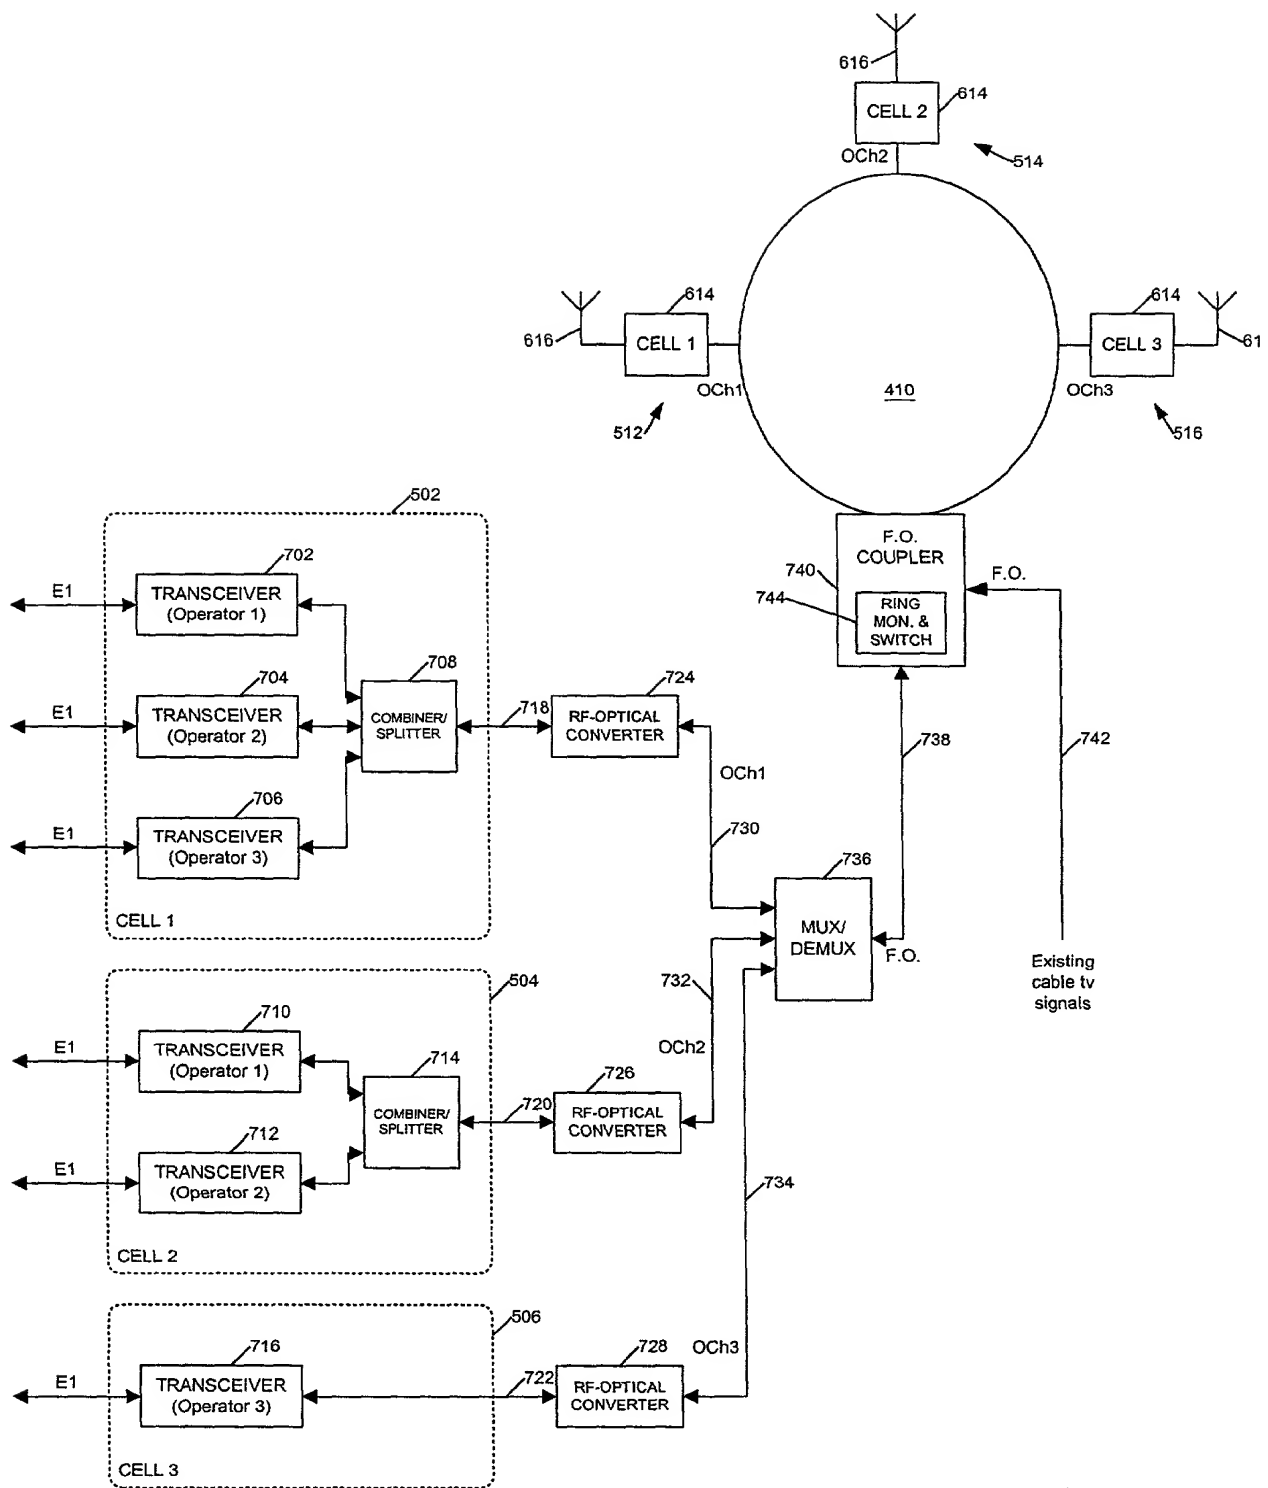 616
614
CELL 2
OCh2
514
614
614
616
CELL 1
CELL 3
61
OCh1
410
OCh3
512
516
502
F.O.
COUPLER
702
740
F.O.
E1
TRANSCEIVER
(Operator 1)
744
RING
MON. &
SWITCH
708
704
724
E1
TRANSCEIVER
(Operator 2)
COMBINER/
SPLITTER
718
RF-OPTICAL
CONVERTER
738
742
OCh1
706
E1
TRANSCEIVER
(Operator 3)
730
736
CELL 1
MUX/
DEMUX
F.O.
Existing
cable tv
signals
504
732
710
E1
TRANSCEIVER
(Operator 1)
OCh2
714
726
COMBINER/
SPLITTER
720
RF-OPTICAL
CONVERTER
712
E1
TRANSCEIVER
(Operator 2)
734
CELL 2
506
716
728
OCh3
E1
TRANSCEIVER
(Operator 3)
722
RF-OPTICAL
CONVERTER
CELL 3